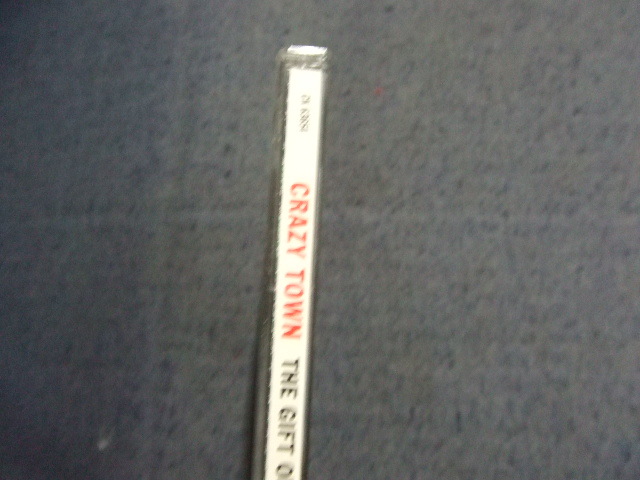 CRAZY TOWN THE GIFT O